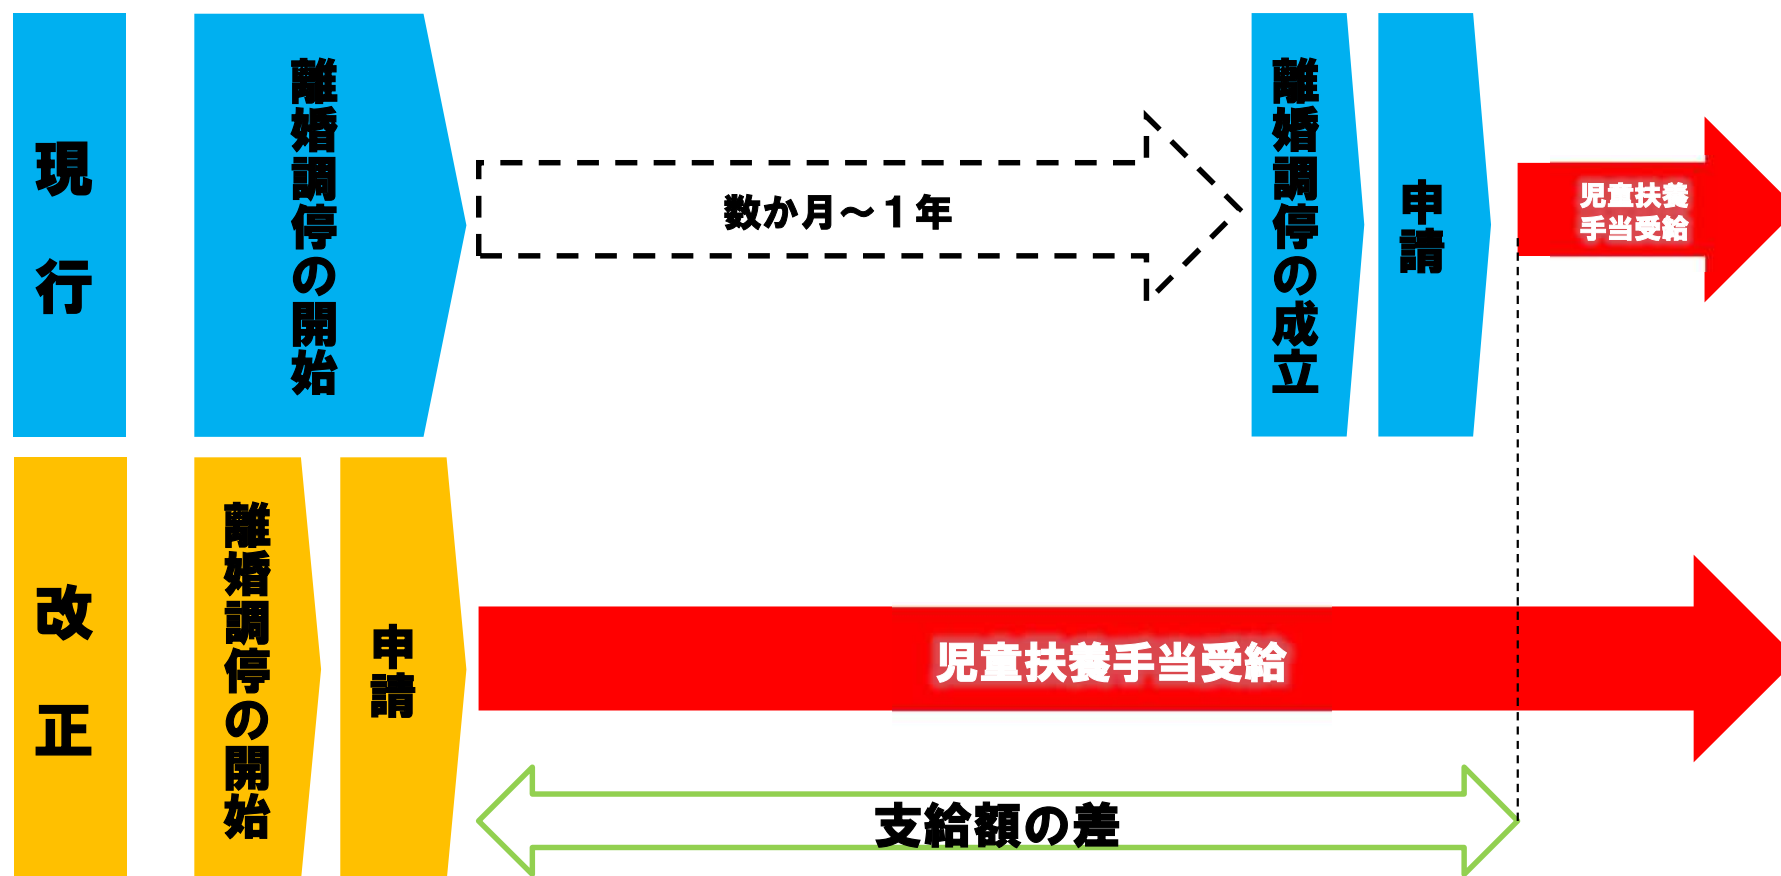 現行
離婚調停の開始
数か月～１年
離婚調停の成立
申請
児童扶養
手当受給
改正
離婚調停の開始
申請
児童扶養手当受給
支給額の差